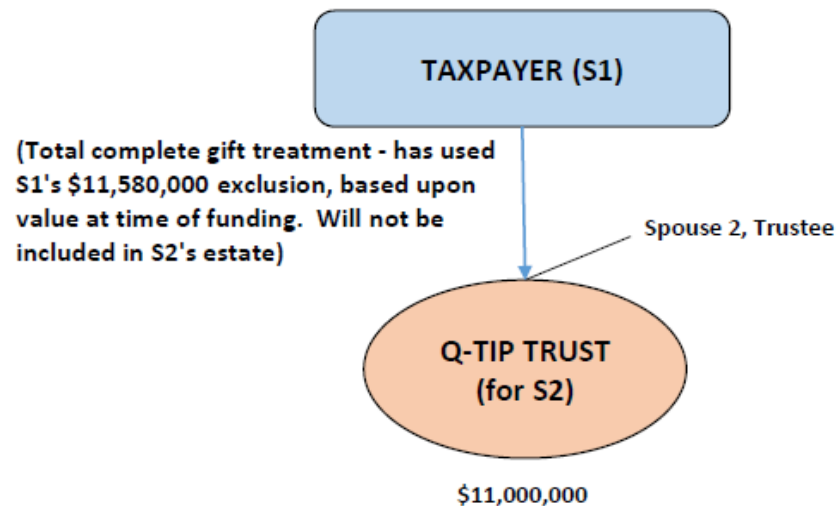 TAXPAYER (S1)
(Total complete gift treatment - has used
S1's $11,580,000 exclusion, based upon
value at time of funding.  Will not be
included in S2's estate)
Spouse 2, Trustee
Q-TIP TRUST
(for S2)
$11,000,000